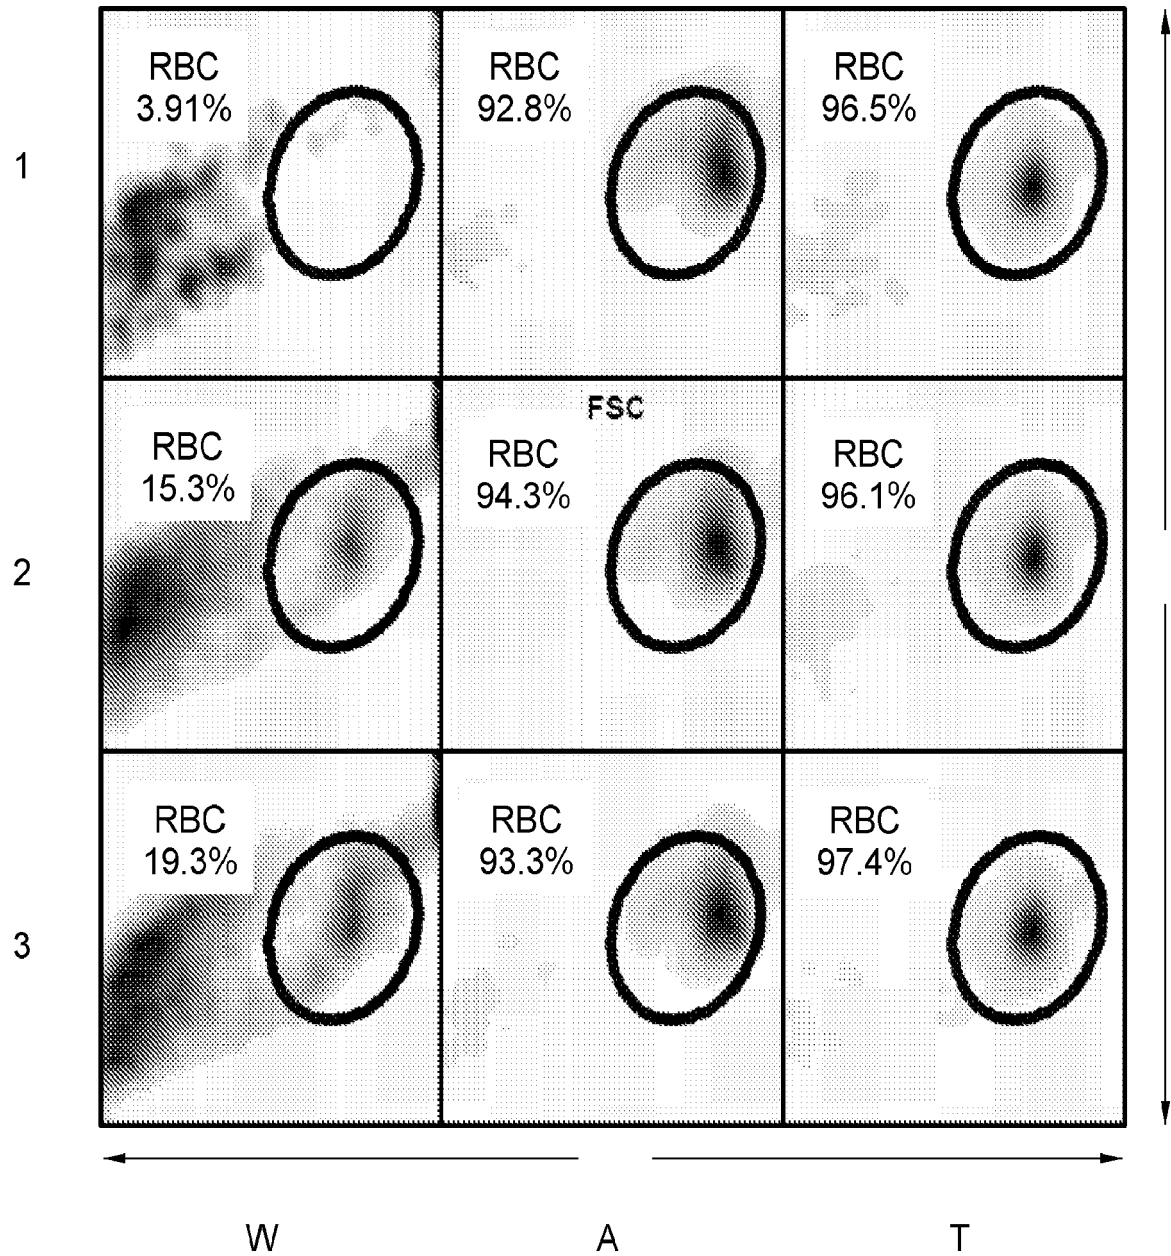 RBC
3.91%
RBC
92.8%
RBC
96.5%
1
FSC
RBC
15.3%
RBC
94.3%
RBC
96.1%
2
RBC
19.3%
RBC
93.3%
RBC
97.4%
3
W
A
T